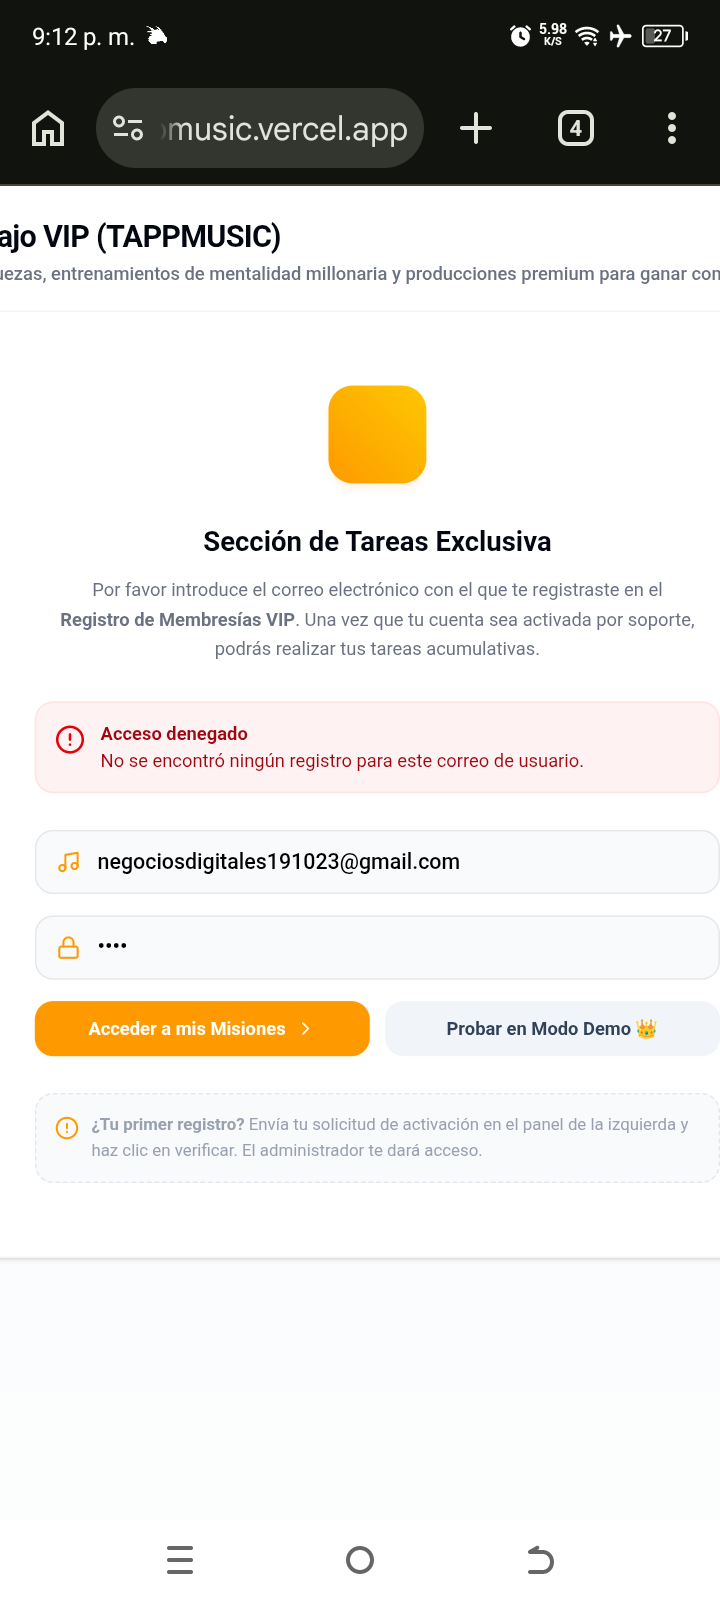 9:12 p. m.
5.98
K/S
27
music.vercel.app
4
ajo VIP (TAPPMUSIC)
uezas, entrenamientos de mentalidad millonaria y producciones premium para ganar con
Sección de Tareas Exclusiva
Por favor introduce el correo electrónico con el que te registraste en el
Registro de Membresías VIP. Una vez que tu cuenta sea activada por soporte,
podrás realizar tus tareas acumulativas.
Acceso denegado
No se encontró ningún registro para este correo de usuario.
negociosdigitales191023@gmail.com
••••
Acceder a mis Misiones
Probar en Modo Demo 👑
¿Tu primer registro? Envía tu solicitud de activación en el panel de la izquierda y
haz clic en verificar. El administrador te dará acceso.